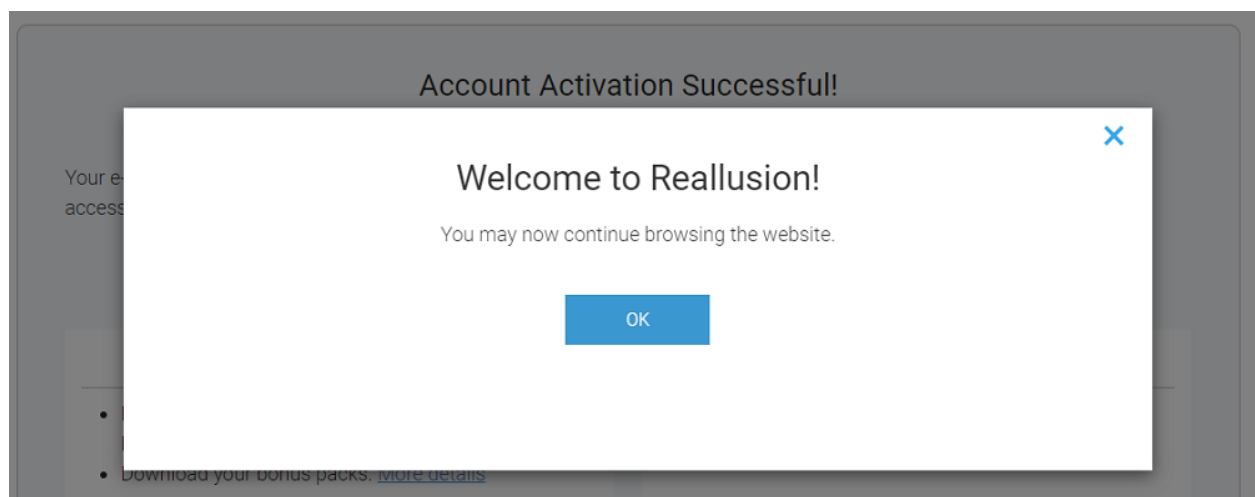 Account Activation Successful!
Welcome to Reallusion!
Your e-
access
You may now continue browsing the website.
OK
Download your bonus packs. More details